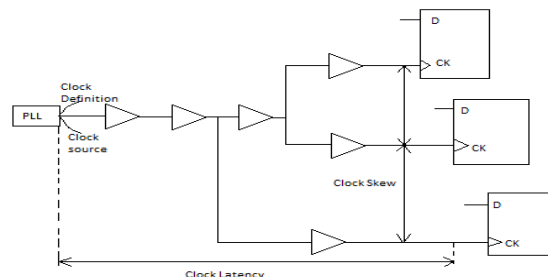 D
CK
Clock
Definition
PLL
Clock
source
D
CK
Clock Skew
D
CK
Clock Latency